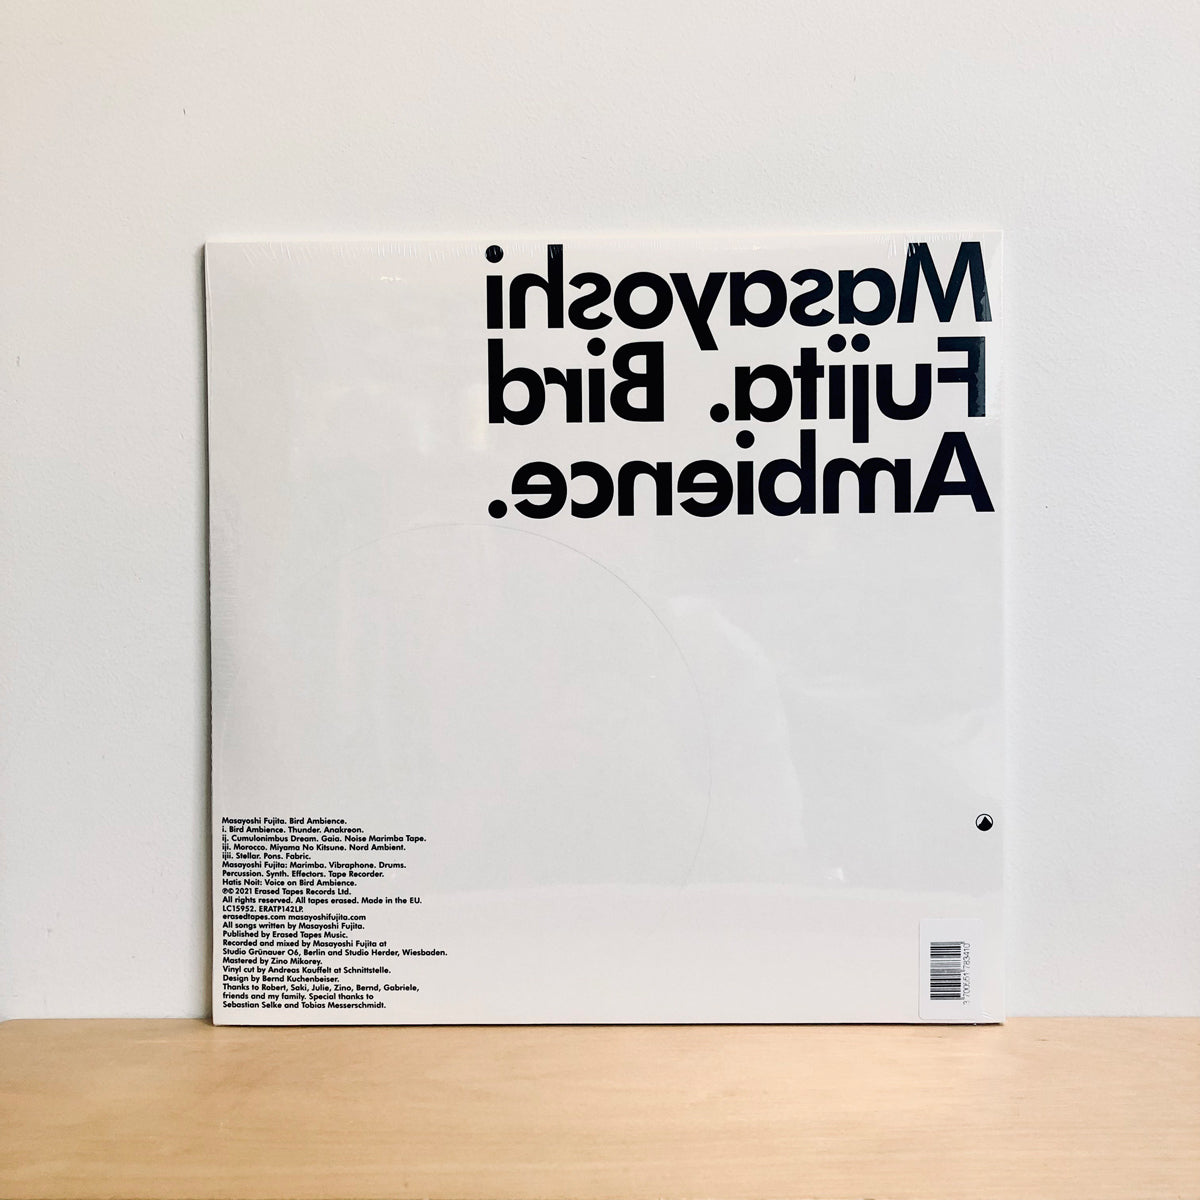 Masayoshi
Fujita. Bird
Ambience.
Masayoshi Fujita. Bird Ambience.
i. Bird Ambience. Thunder. Anakreon.
ij. Cumulonimbus Dream. Gaia. Noise Marimba Tape.
iji. Morocco. Miyama No Kitsune. Nord Ambient.
ijii. Stellar. Pons. Fabric.
Masayoshi Fujita: Marimba. Vibraphone. Drums.
Percussion. Synth. Effectors. Tape Recorder.
Hatis Noit: Voice on Bird Ambience.
℗© 2021 Erased Tapes Records Ltd.
All rights reserved. All tapes erased. Made in the EU.
LC15952. ERATP142LP.
erasedtapes.com masayoshifujita.com
All songs written by Masayoshi Fujita.
Published by Erased Tapes Music.
Recorded and mixed by Masayoshi Fujita at
Studio Grünauer 06, Berlin and Studio Herder, Wiesbaden.
Mastered by Zino Mikorey.
Vinyl cut by Andreas Kauffelt at Schnittstelle.
Design by Bernd Kuchenbeiser.
Thanks to Robert, Saki, Julie, Zino, Bernd, Gabriele,
friends and my family. Special thanks to
Sebastian Selke and Tobias Messerschmidt.
3 700551 783410